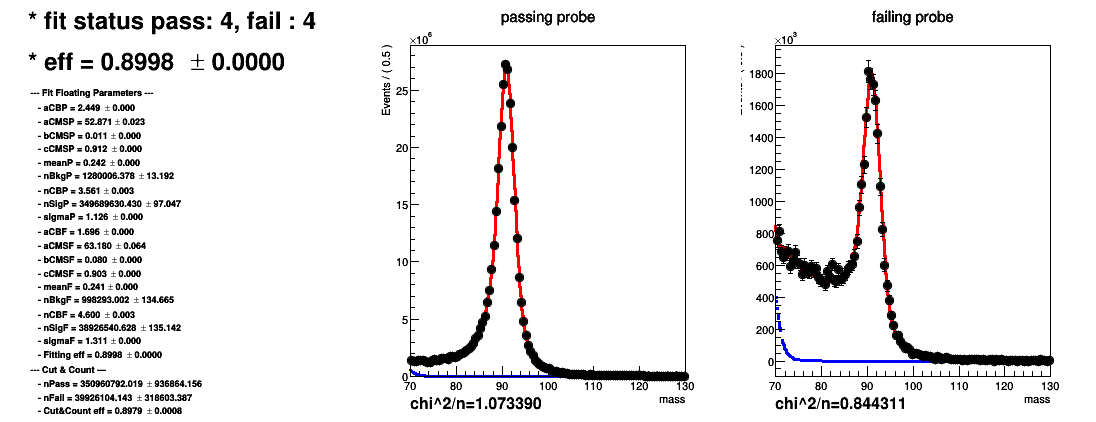 * fit status pass: 4, fail : 4
* eff = 0.8998 ± 0.0000
--- Fit Floating Parameters ---
- aCBP = 2.449 ± 0.000
- aCMSP = 52.871 ± 0.023
- bCMSP = 0.011 ± 0.000
- cCMSP = 0.912 ± 0.000
- meanP = 0.242 ± 0.000
- nBkgP = 1280006.378 ± 13.192
- nCBP = 3.561 ± 0.003
- nSigP = 349689630.430 ± 97.047
- sigmaP = 1.126 ± 0.000
- aCBF = 1.696 ± 0.000
- aCMSF = 63.180 ± 0.064
- bCMSF = 0.080 ± 0.000
- cCMSF = 0.903 ± 0.000
- meanF = 0.241 ± 0.000
- nBkgF = 998293.002 ± 134.665
- nCBF = 4.600 ± 0.003
- nSigF = 38926540.628 ± 135.142
- sigmaF = 1.311 ± 0.000
- Fitting eff = 0.8998 ± 0.0000
--- Cut & Count ---
- nPass = 350960792.019 ± 936864.156
- nFail = 39926104.143 ± 318603.387
- Cut&Count eff = 0.8979 ± 0.0008
passing probe
×10⁶
Events / ( 0.5 )
25
20
15
10
5
0
70 80 90 100 110 120 130
mass
chi^2/n=1.073390
failing probe
×10³
1800
1600
1400
1200
1000
800
600
400
200
0
70 80 90 100 110 120 130
mass
chi^2/n=0.844311